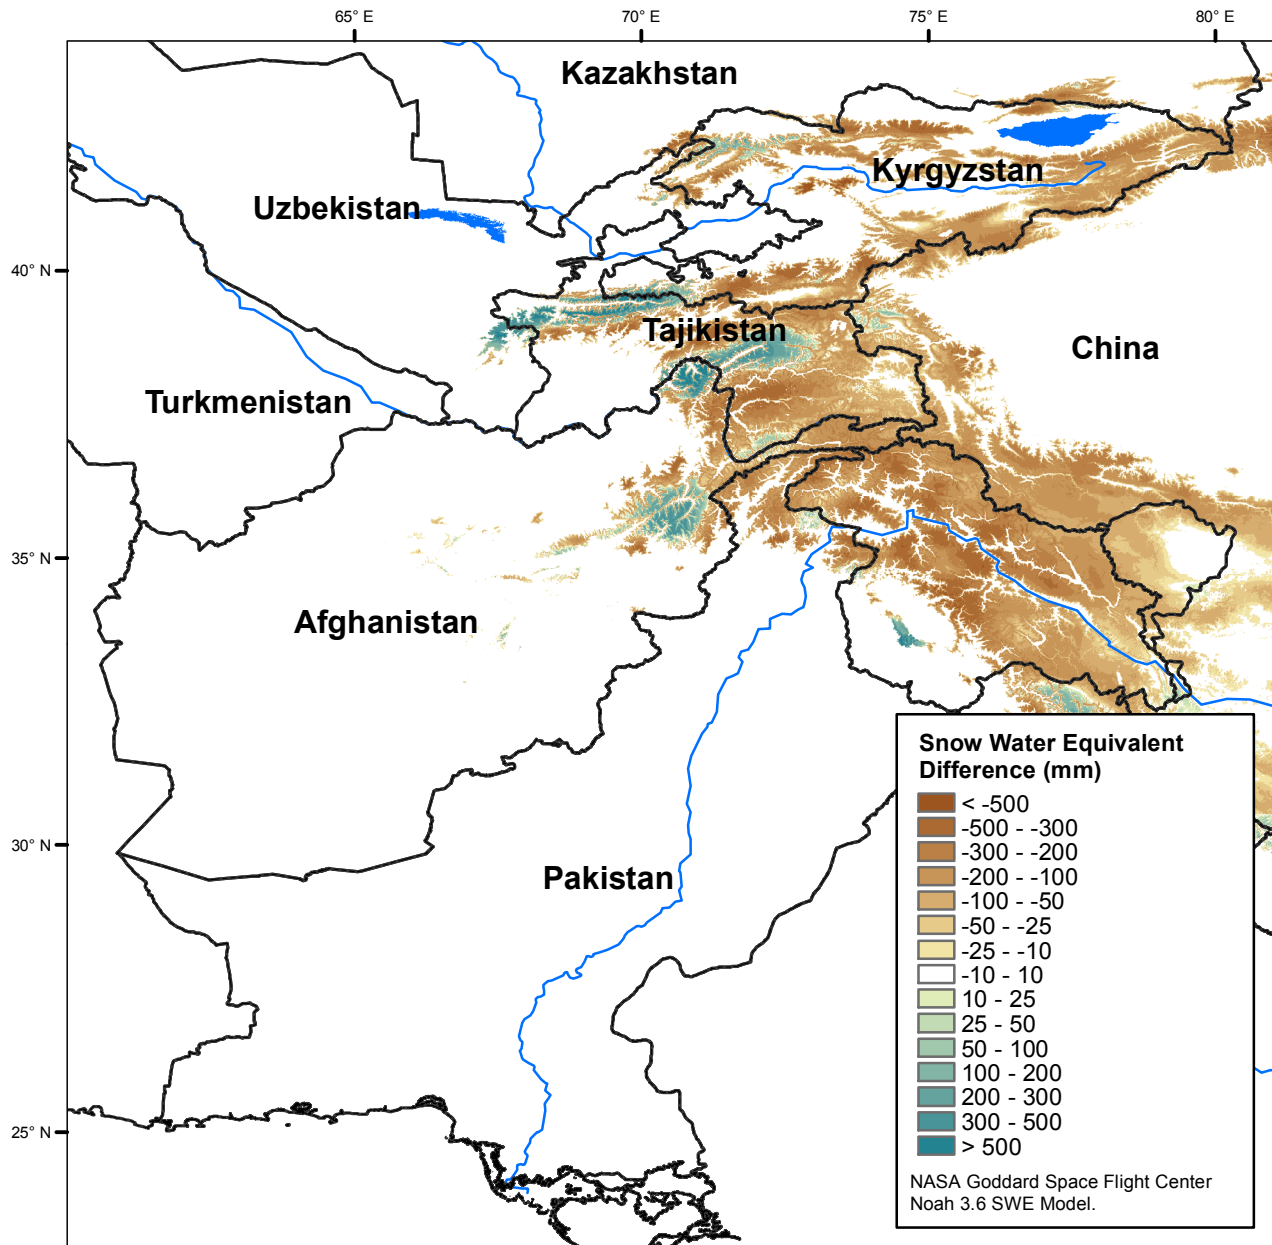 65° E
70° E
75° E
80° E
Kazakhstan
Kyrgyzstan
Uzbekistan
40° N
Tajikistan
China
Turkmenistan
35° N
Afghanistan
Snow Water Equivalent
Difference (mm)
< -500
-500 - -300
-300 - -200
-200 - -100
-100 - -50
-50 - -25
-25 - -10
-10 - 10
10 - 25
25 - 50
50 - 100
100 - 200
200 - 300
300 - 500
> 500
30° N
Pakistan
25° N
NASA Goddard Space Flight Center
Noah 3.6 SWE Model.